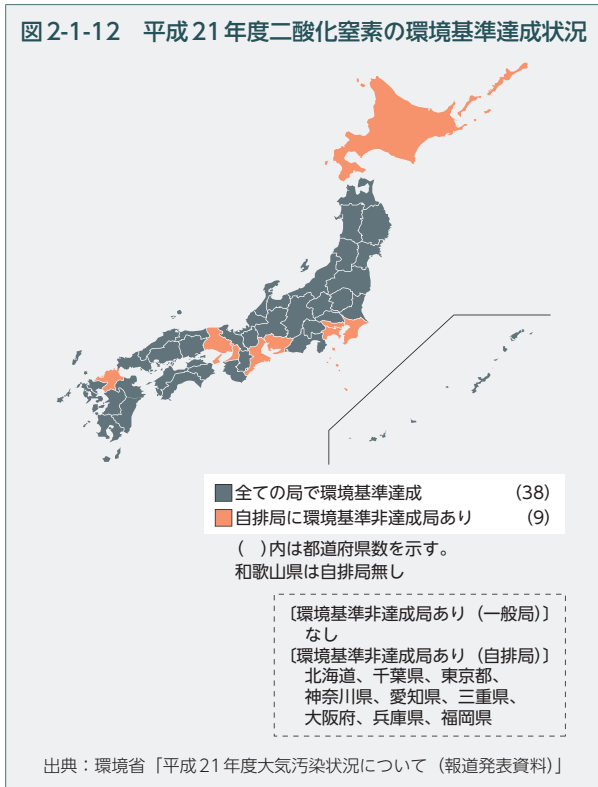 図2-1-12　平成21年度二酸化窒素の環境基準達成状況
全ての局で環境基準達成　(38)
自排局に環境基準非達成局あり　(9)
(　)内は都道府県数を示す。
和歌山県は自排局無し
〔環境基準非達成局あり（一般局）〕
なし
〔環境基準非達成局あり（自排局）〕
北海道、千葉県、東京都、
神奈川県、愛知県、三重県、
大阪府、兵庫県、福岡県
出典：環境省「平成21年度大気汚染状況について（報道発表資料）」